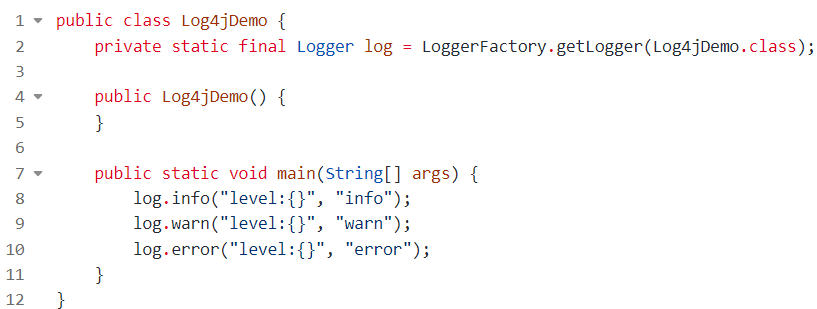 1 public class Log4jDemo {
2     private static final Logger log = LoggerFactory.getLogger(Log4jDemo.class);
3
4     public Log4jDemo() {
5     }
6
7     public static void main(String[] args) {
8         log.info("level:{}", "info");
9         log.warn("level:{}", "warn");
10         log.error("level:{}", "error");
11     }
12 }